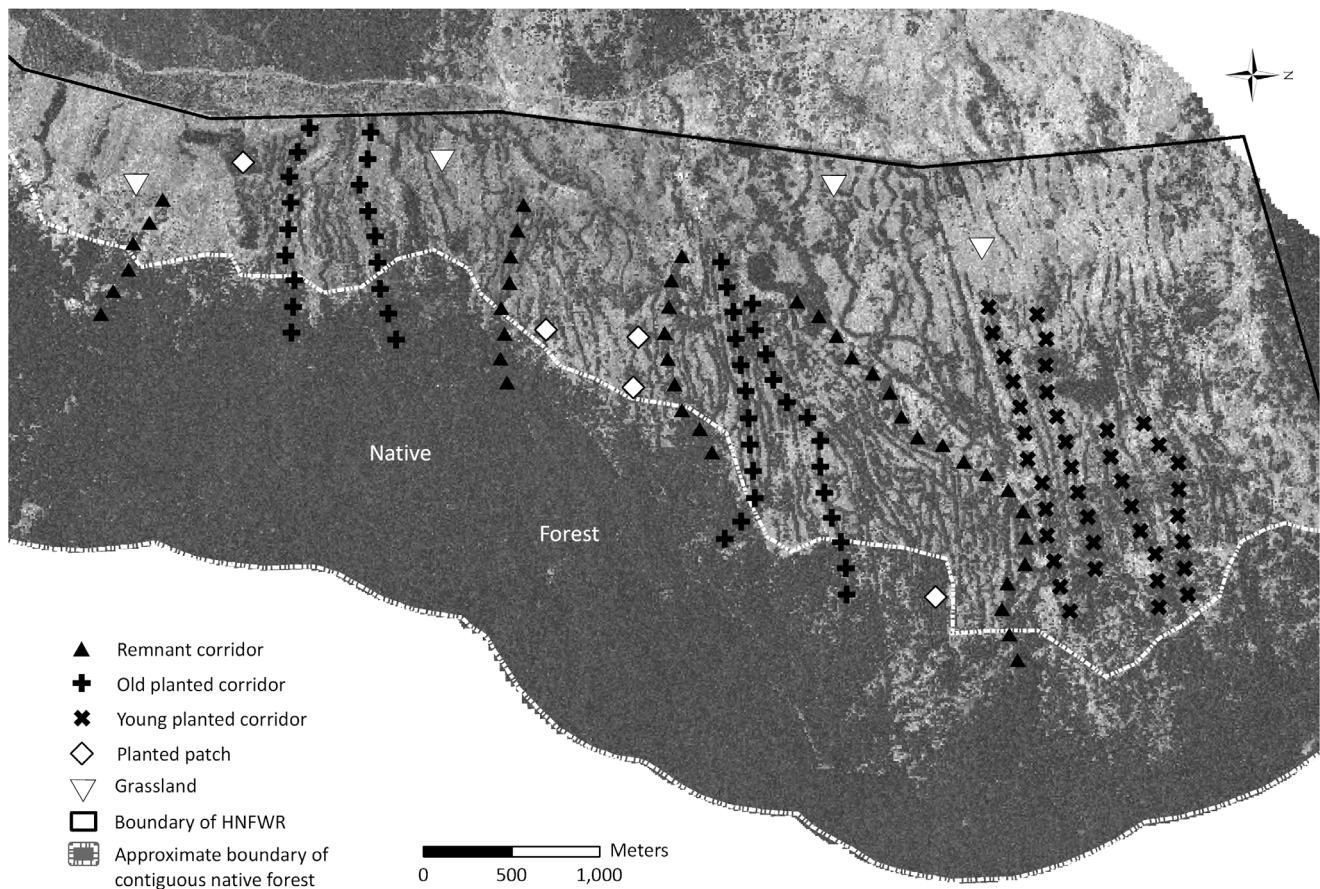 N
Native
Forest
Remnant corridor
Old planted corridor
Young planted corridor
Planted patch
Grassland
Boundary of HNFWR
Approximate boundary of
contiguous native forest
Meters
0 500 1,000